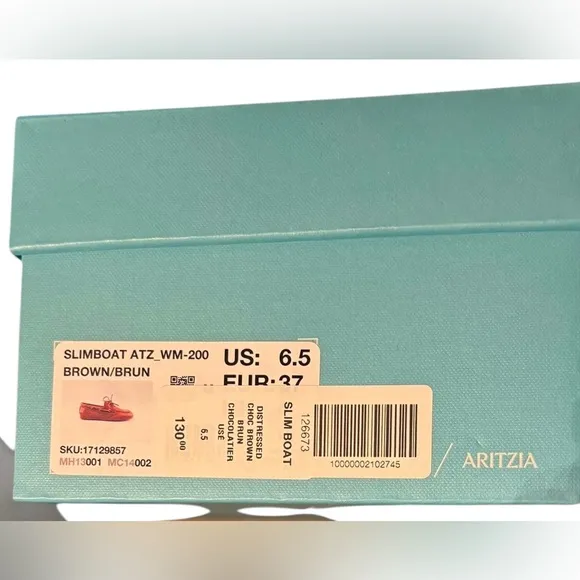 SLIMBOAT ATZ_WM-200
BROWN/BRUN
US: 6.5
EUR:37
SKU:17129857
MH13001 MC14002
130⁰⁰
6.5
DISTRESSED
CHOC BROWN
BRUN
CHOCOLATIER
USÉ
SLIM BOAT
126673
10000002102745
/ ARITZIA